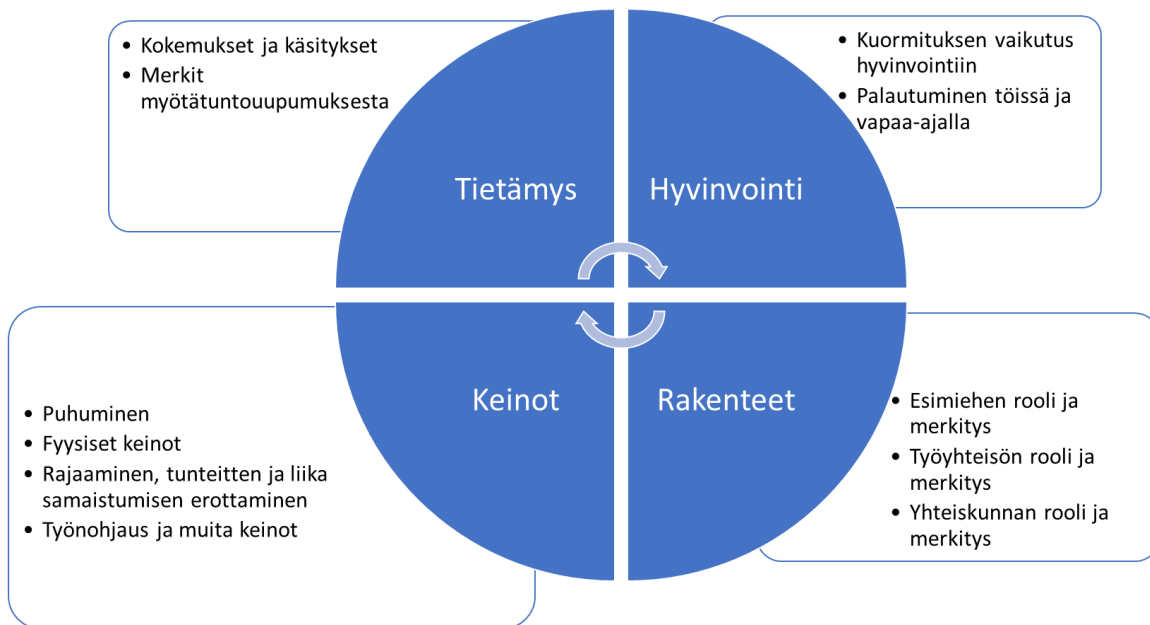 • Kokemukset ja käsitykset
• Merkit
myötätuntouupumuksesta
Tietämys
• Kuormituksen vaikutus
hyvinvointiin
• Palautuminen töissä ja
vapaa-ajalla
Hyvinvointi
• Puhuminen
• Fyysiset keinot
• Rajaaminen, tunteitten ja liika
samaistumisen erottaminen
• Työnohjaus ja muita keinot
Keinot
Rakenteet
• Esimiehen rooli ja
merkitys
• Työyhteisön rooli ja
merkitys
• Yhteiskunnan rooli ja
merkitys